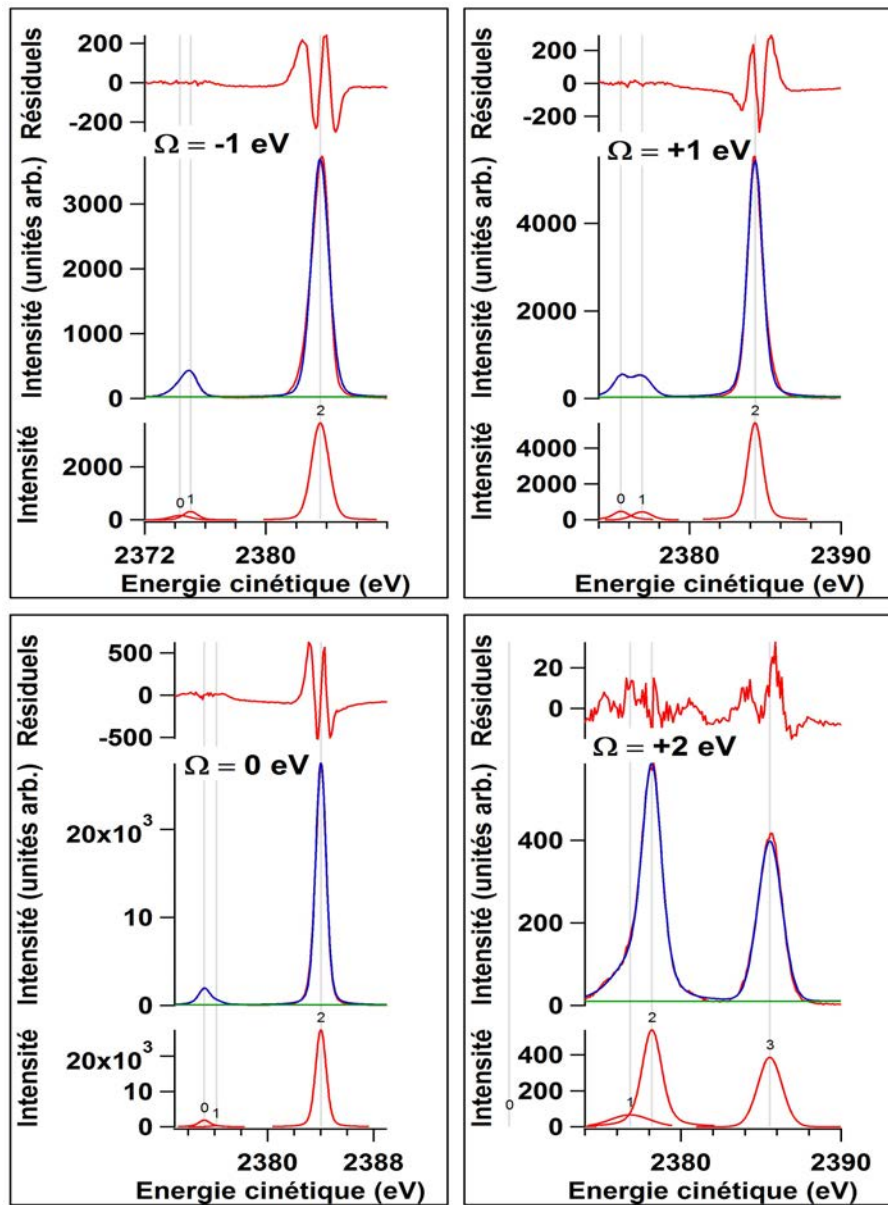 Résiduels
200
0
-200
Ω = -1 eV
Intensité (unités arb.)
3000
2000
1000
0
Intensité
2000
0
0
1
2
2372
2380
Energie cinétique (eV)
Résiduels
200
0
-200
Ω = +1 eV
Intensité (unités arb.)
4000
2000
0
Intensité
4000
2000
0
0
1
2
2380
2390
Energie cinétique (eV)
Résiduels
500
0
-500
Ω = 0 eV
Intensité (unités arb.)
20x10³
10
0
Intensité
20x10³
10
0
0
1
2
2380
2388
Energie cinétique (eV)
Résiduels
20
0
Ω = +2 eV
Intensité (unités arb.)
400
200
0
Intensité
400
200
0
0
1
2
3
2380
2390
Energie cinétique (eV)